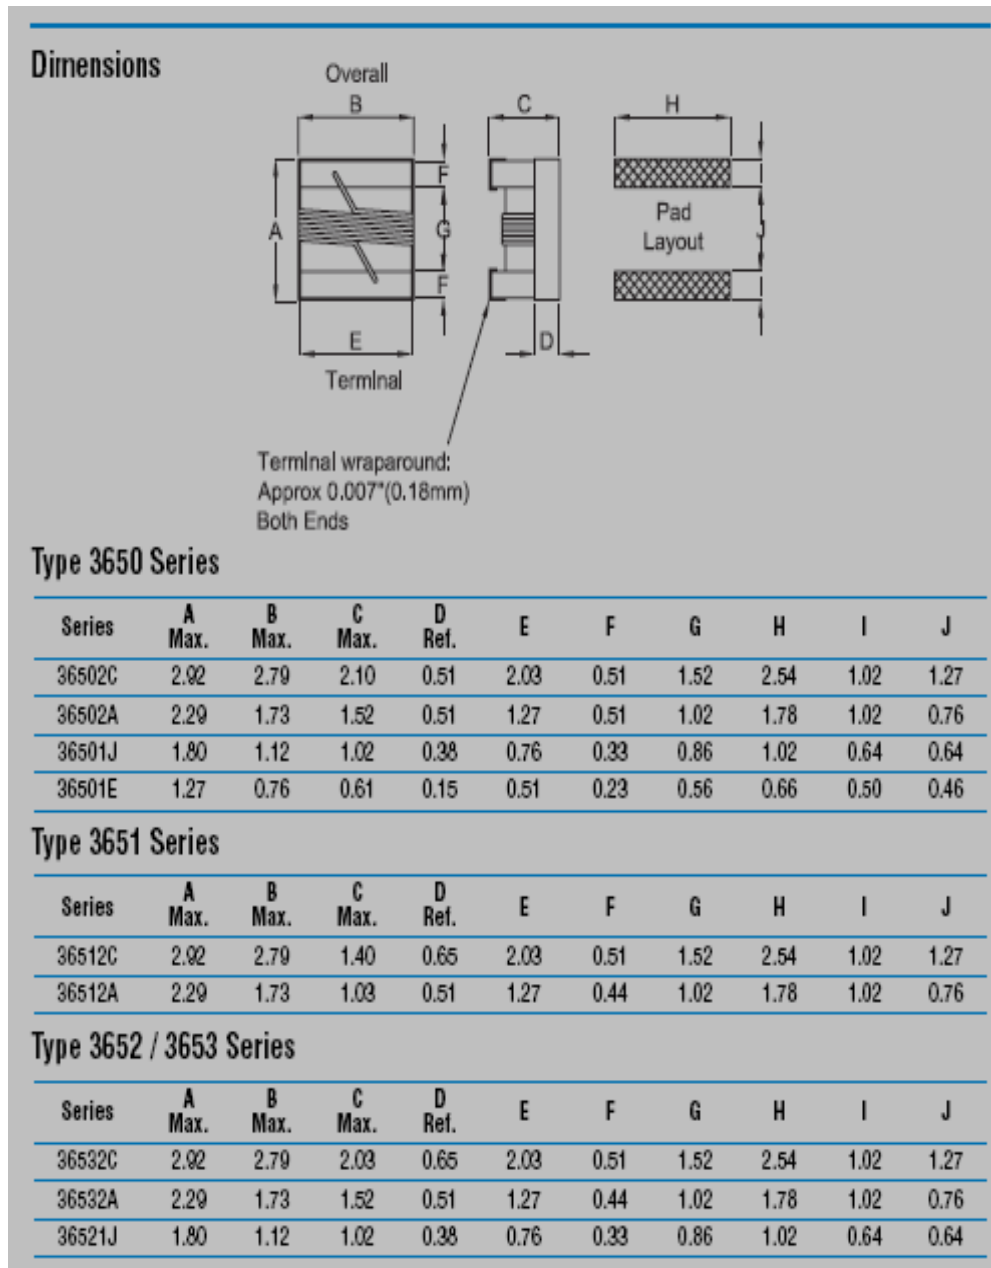 Dimensions
Overall
B
C
H
F
A
G
Pad
Layout
J
I
F
I
E
D
Terminal
Terminal wraparound:
Approx 0.007"(0.18mm)
Both Ends
Type 3650 Series
Series A Max. B Max. C Max. D Ref. E F G H I J
36502C 2.92 2.79 2.10 0.51 2.03 0.51 1.52 2.54 1.02 1.27
36502A 2.29 1.73 1.52 0.51 1.27 0.51 1.02 1.78 1.02 0.76
36501J 1.80 1.12 1.02 0.38 0.76 0.33 0.86 1.02 0.64 0.64
36501E 1.27 0.76 0.61 0.15 0.51 0.23 0.56 0.66 0.50 0.46
Type 3651 Series
Series A Max. B Max. C Max. D Ref. E F G H I J
36512C 2.92 2.79 1.40 0.65 2.03 0.51 1.52 2.54 1.02 1.27
36512A 2.29 1.73 1.03 0.51 1.27 0.44 1.02 1.78 1.02 0.76
Type 3652 / 3653 Series
Series A Max. B Max. C Max. D Ref. E F G H I J
36532C 2.92 2.79 2.03 0.65 2.03 0.51 1.52 2.54 1.02 1.27
36532A 2.29 1.73 1.52 0.51 1.27 0.44 1.02 1.78 1.02 0.76
36521J 1.80 1.12 1.02 0.38 0.76 0.33 0.86 1.02 0.64 0.64